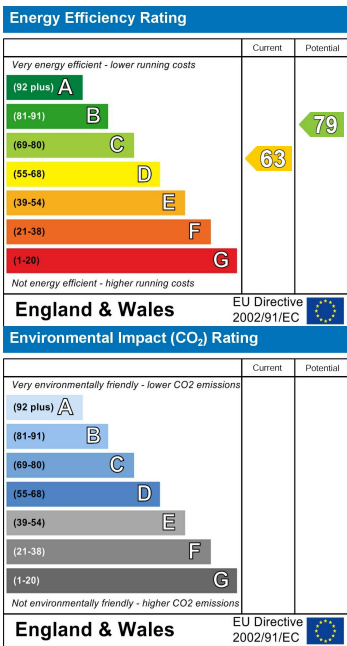 Energy Efficiency Rating
Current Potential
Very energy efficient - lower running costs
(92 plus) A
(81-91) B
(69-80) C
(55-68) D
(39-54) E
(21-38) F
(1-20) G
63
79
Not energy efficient - higher running costs
England & Wales
EU Directive
2002/91/EC
Environmental Impact (CO₂) Rating
Current Potential
Very environmentally friendly - lower CO2 emissions
(92 plus) A
(81-91) B
(69-80) C
(55-68) D
(39-54) E
(21-38) F
(1-20) G
Not environmentally friendly - higher CO2 emissions
England & Wales
EU Directive
2002/91/EC